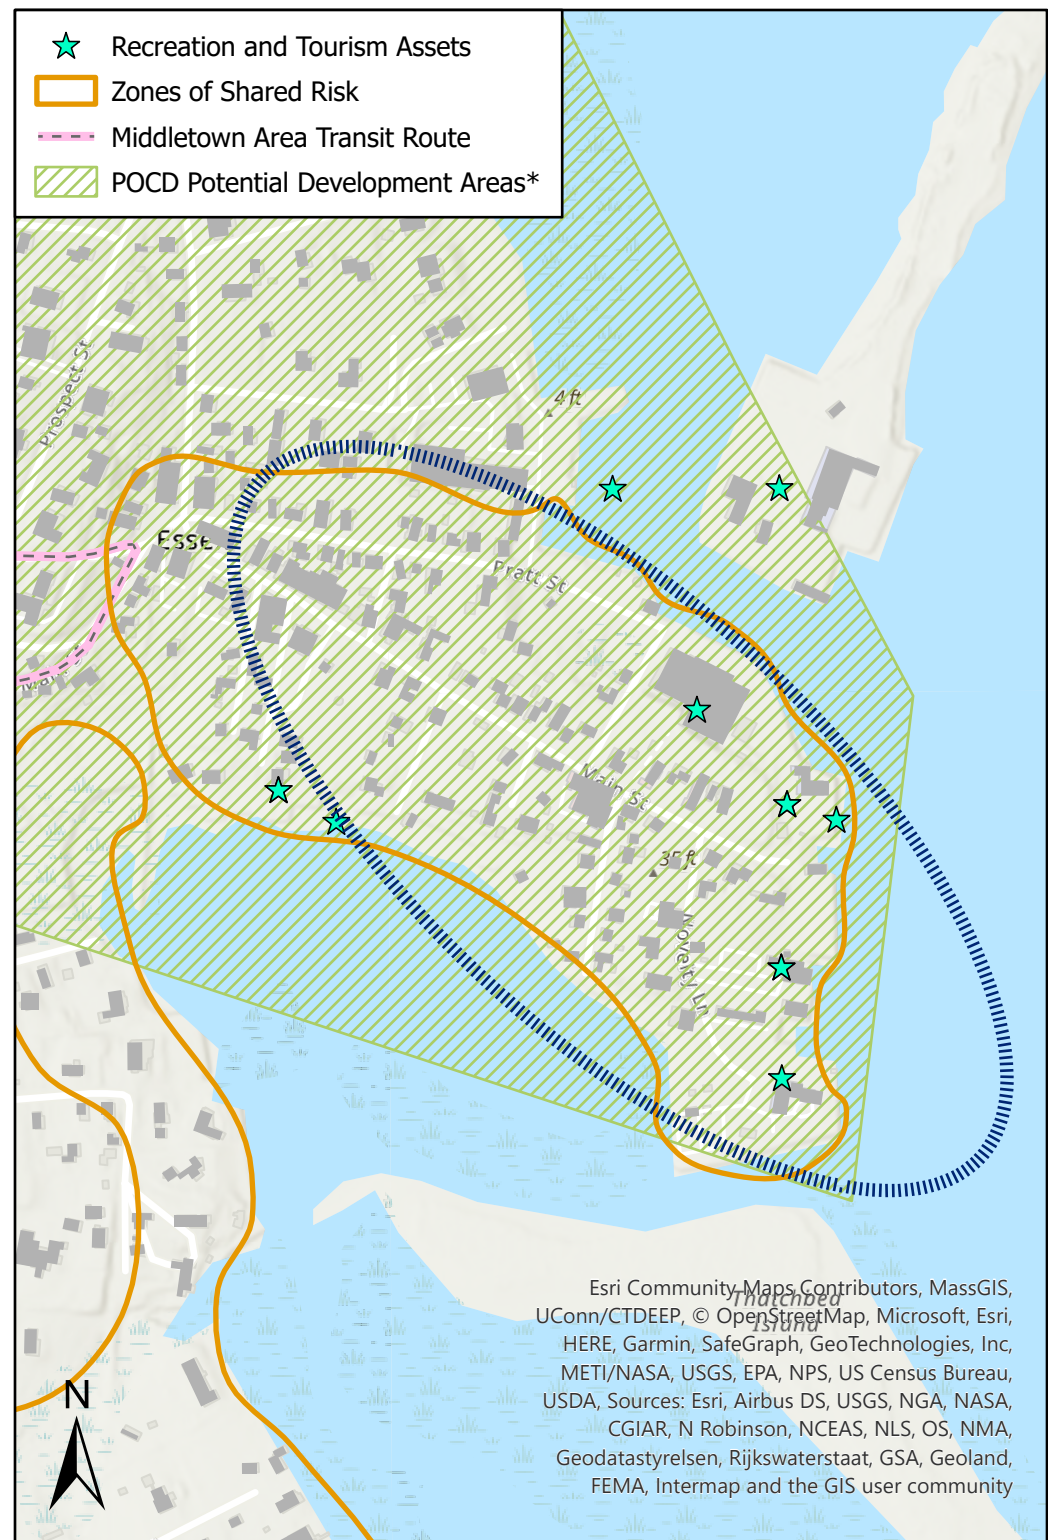 Recreation and Tourism Assets
Zones of Shared Risk
Middletown Area Transit Route
POCD Potential Development Areas*
Prospect St
4 ft
Esse
Pratt St
Main St
35 ft
Novelty Ln
Thatchbed
Island
Esri Community Maps Contributors, MassGIS,
UConn/CTDEEP, © OpenStreetMap, Microsoft, Esri,
HERE, Garmin, SafeGraph, GeoTechnologies, Inc,
METI/NASA, USGS, EPA, NPS, US Census Bureau,
USDA, Sources: Esri, Airbus DS, USGS, NGA, NASA,
CGIAR, N Robinson, NCEAS, NLS, OS, NMA,
Geodatastyrelsen, Rijkswaterstaat, GSA, Geoland,
FEMA, Intermap and the GIS user community
N